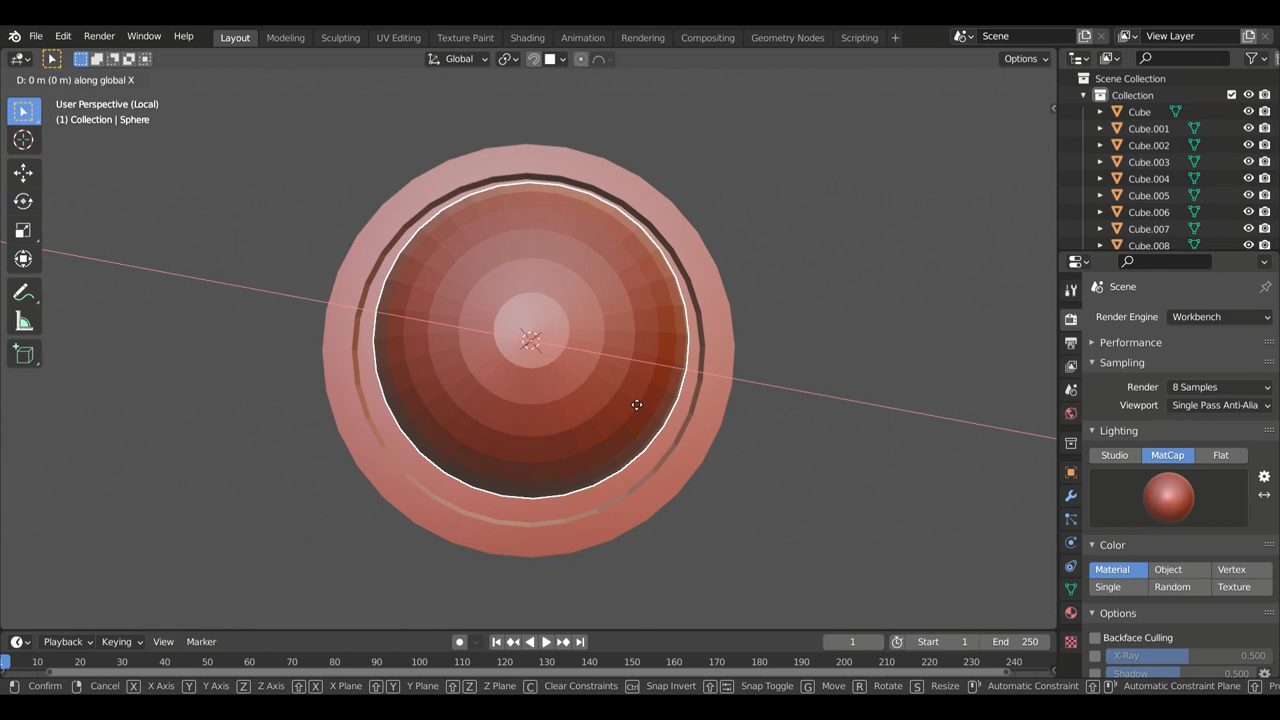 File Edit Render Window Help Layout Modeling Sculpting UV Editing Texture Paint Shading Animation Rendering Compositing Geometry Nodes Scripting + Scene View Layer
Global Options
D: 0 m (0 m) along global X
User Perspective (Local)
(1) Collection | Sphere
Scene Collection
Collection
Cube
Cube.001
Cube.002
Cube.003
Cube.004
Cube.005
Cube.006
Cube.007
Cube.008
Scene
Render Engine Workbench
Performance
Sampling
Render 8 Samples
Viewport Single Pass Anti-Alia
Lighting
Studio MatCap Flat
Color
Material Object Vertex
Single Random Texture
Options
Backface Culling
X-Ray 0.500
Shadow 0.500
Playback Keying View Marker 1 Start 1 End 250
10 20 30 40 50 60 70 80 90 100 110 120 130 140 150 160 170 180 190 200 210 220 230 240
Confirm Cancel X X Axis Y Y Axis Z Z Axis X X Plane Y Y Plane Z Z Plane C Clear Constraints Ctrl Snap Invert Snap Toggle G Move R Rotate S Resize Automatic Constraint Automatic Constraint Plane